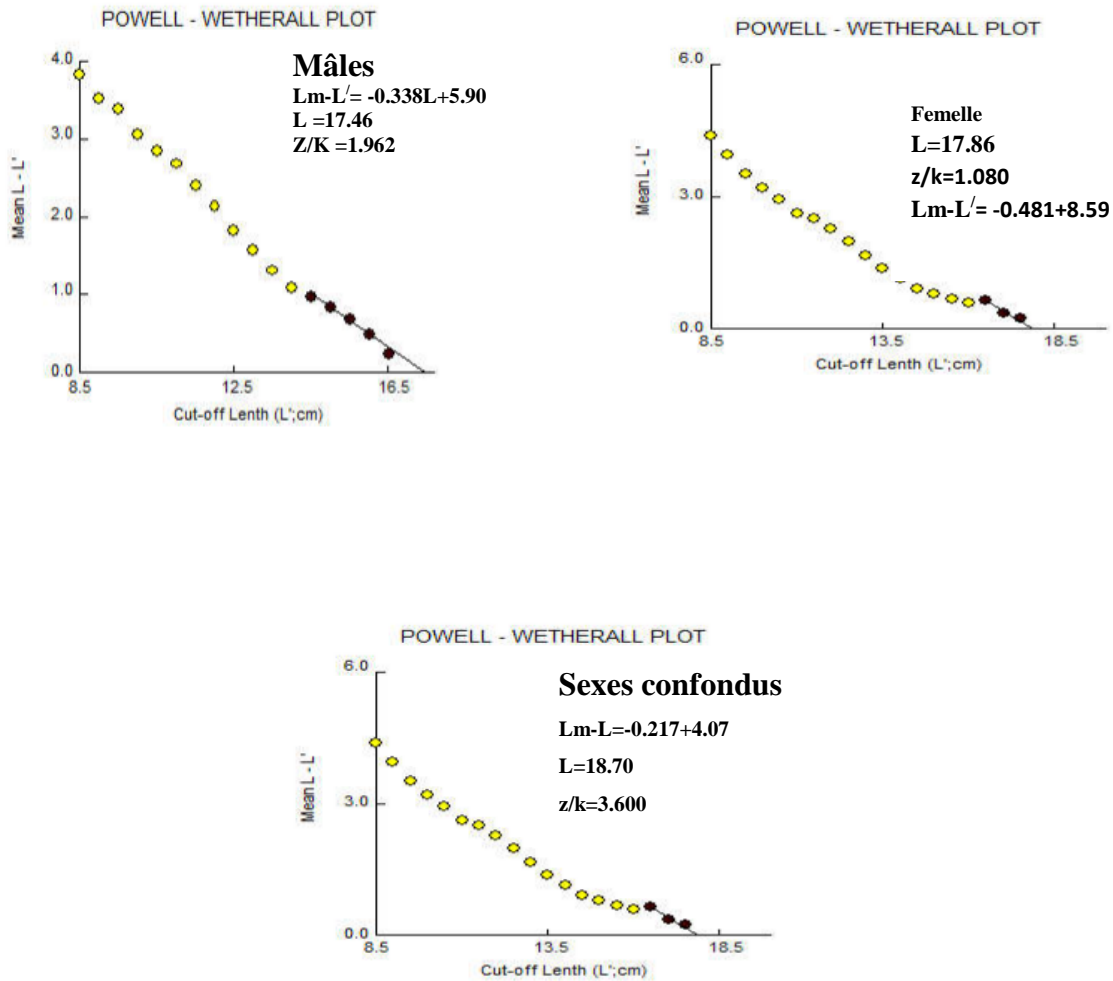 POWELL - WETHERALL PLOT
4.0
3.0
2.0
1.0
0.0
Mean L - L'
8.5 12.5 16.5
Cut-off Lenth (L';cm)
Mâles
Lm-L/= -0.338L+5.90
L =17.46
Z/K =1.962
POWELL - WETHERALL PLOT
6.0
3.0
0.0
Mean L - L'
8.5 13.5 18.5
Cut-off Lenth (L';cm)
Femelle
L=17.86
z/k=1.080
Lm-L/= -0.481+8.59
POWELL - WETHERALL PLOT
6.0
3.0
0.0
Mean L - L'
8.5 13.5 18.5
Cut-off Lenth (L';cm)
Sexes confondus
Lm-L=-0.217+4.07
L=18.70
z/k=3.600